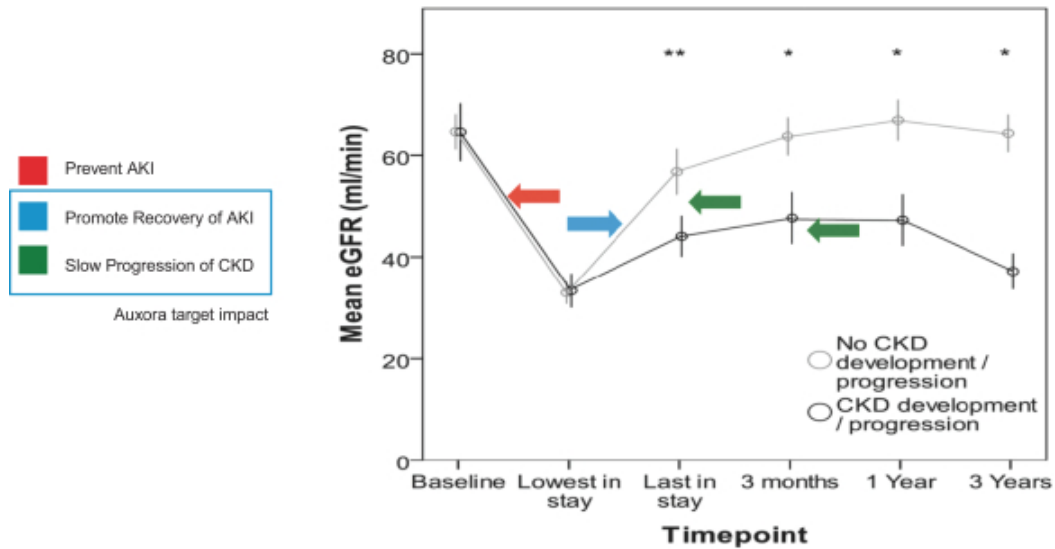 Prevent AKI
Promote Recovery of AKI
Slow Progression of CKD
Auxora target impact
Mean eGFR (ml/min)
80
60
40
20
0
** * * *
No CKD
development /
progression
CKD development
/ progression
Baseline Lowest in stay Last in stay 3 months 1 Year 3 Years
Timepoint